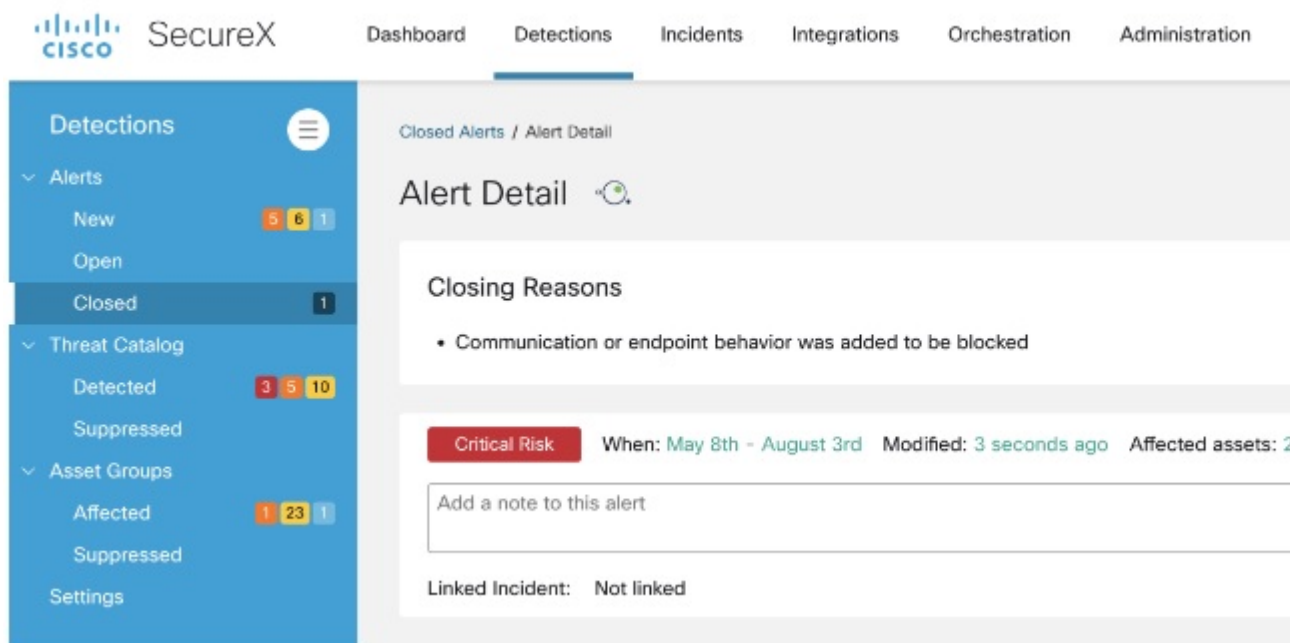 CISCO SecureX Dashboard Detections Incidents Integrations Orchestration Administration
Detections
Alerts
New 5 6 1
Open
Closed 1
Threat Catalog
Detected 3 5 10
Suppressed
Asset Groups
Affected 1 23 1
Suppressed
Settings
Closed Alerts / Alert Detail
Alert Detail
Closing Reasons
• Communication or endpoint behavior was added to be blocked
Critical Risk When: May 8th - August 3rd Modified: 3 seconds ago Affected assets: 2
Add a note to this alert
Linked Incident: Not linked